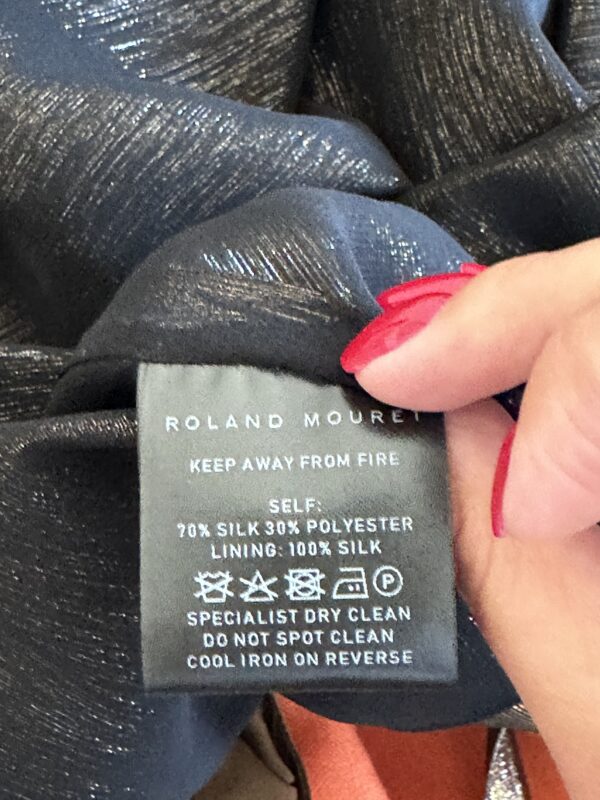 ROLAND MOURET
KEEP AWAY FROM FIRE
SELF:
70% SILK 30% POLYESTER
LINING: 100% SILK
P
SPECIALIST DRY CLEAN
DO NOT SPOT CLEAN
COOL IRON ON REVERSE